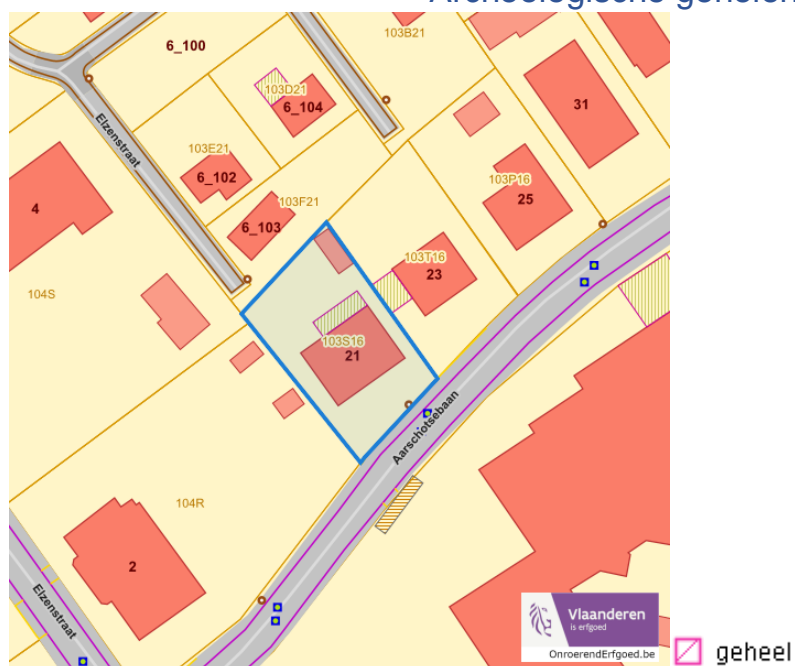 Archeologische geheelen
6_100
103B21
103D21
6_104
31
Elzenstraat
103E21
6_102
103P16
25
4
103F21
6_103
103T16
23
104S
103S16
21
Aarschotsebaan
104R
2
Elzenstraat
Vlaanderen
is erfgoed
OnroerendErfgoed.be
geheel